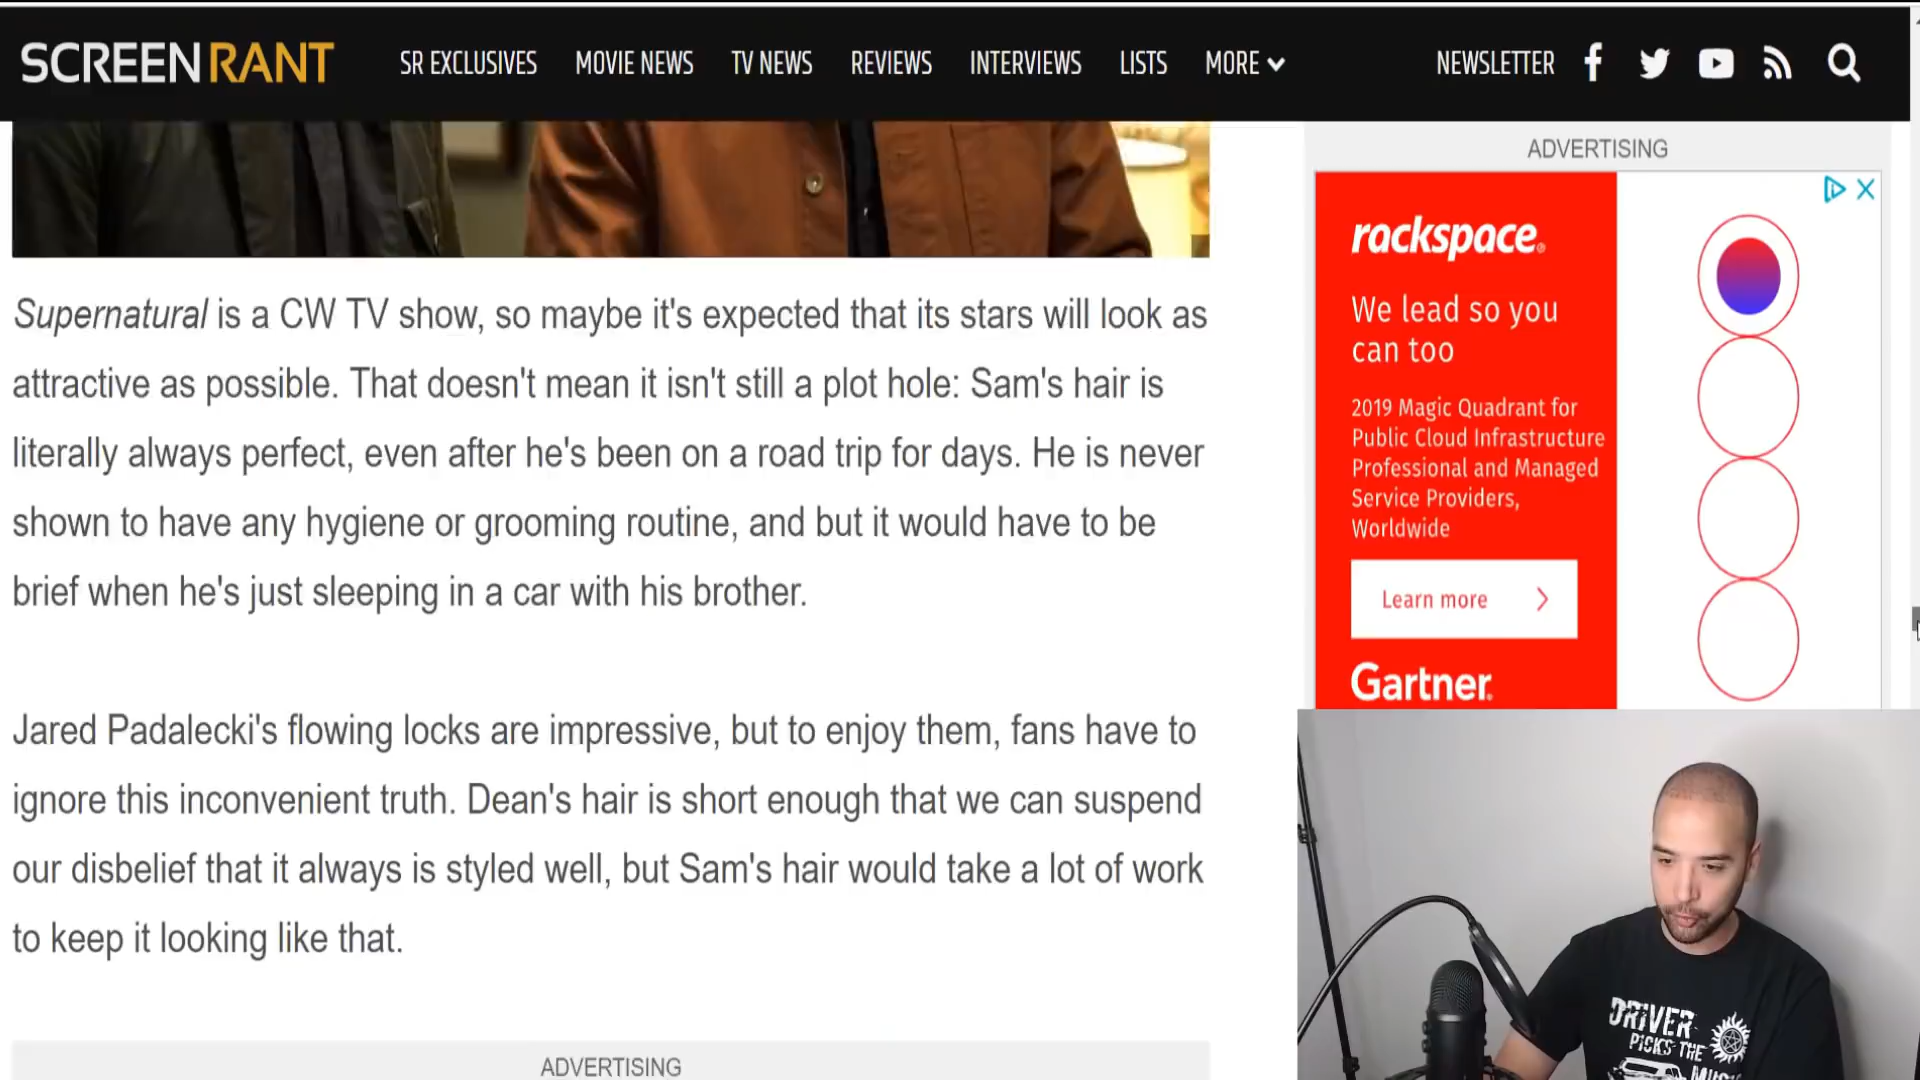 SCREENRANT SR EXCLUSIVES MOVIE NEWS TV NEWS REVIEWS INTERVIEWS LISTS MORE NEWSLETTER
Supernatural is a CW TV show, so maybe it's expected that its stars will look as
attractive as possible. That doesn't mean it isn't still a plot hole: Sam's hair is
literally always perfect, even after he's been on a road trip for days. He is never
shown to have any hygiene or grooming routine, and but it would have to be
brief when he's just sleeping in a car with his brother.
Jared Padalecki's flowing locks are impressive, but to enjoy them, fans have to
ignore this inconvenient truth. Dean's hair is short enough that we can suspend
our disbelief that it always is styled well, but Sam's hair would take a lot of work
to keep it looking like that.
ADVERTISING
ADVERTISING
rackspace®
We lead so you
can too
2019 Magic Quadrant for
Public Cloud Infrastructure
Professional and Managed
Service Providers,
Worldwide
Learn more
Gartner
DRIVER
PICKS THE
MUSIC